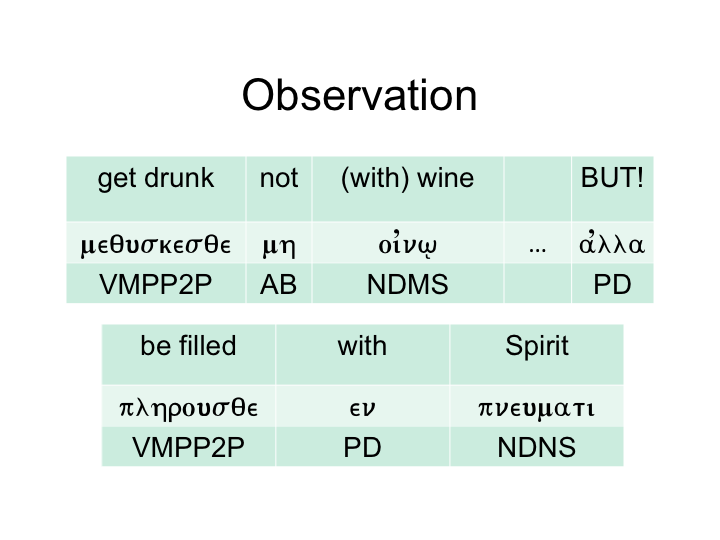 Observation
get drunk not (with) wine BUT!
μεθυσκεσθε μη οἰνῳ ... ἀλλα
VMPP2P AB NDMS PD
be filled with Spirit
πληρουσθε εν πνευματι
VMPP2P PD NDNS